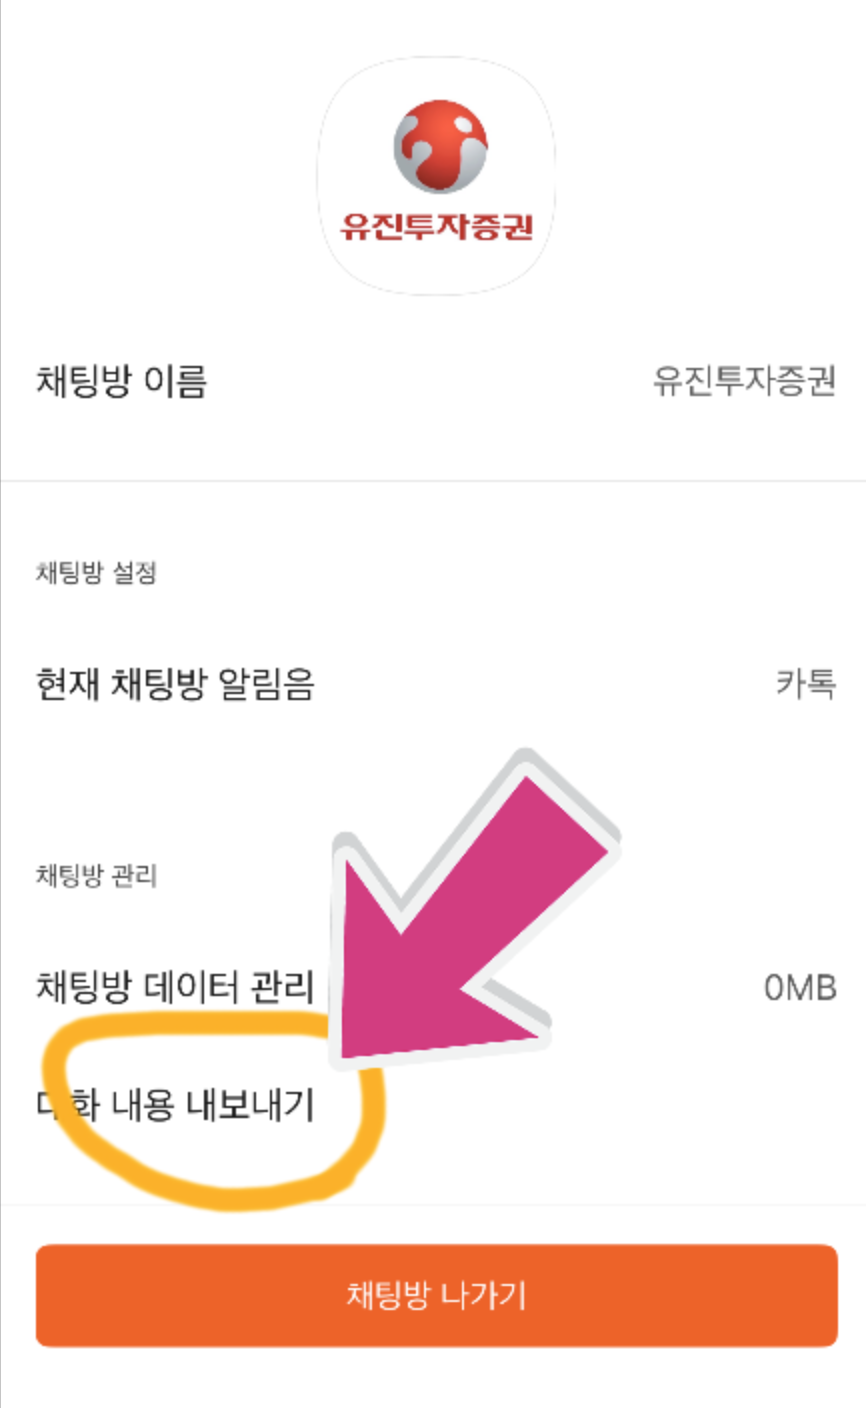 유진투자증권
채팅방 이름 유진투자증권
채팅방 설정
현재 채팅방 알림음 카톡
채팅방 관리
채팅방 데이터 관리 0MB
대화 내용 내보내기
채팅방 나가기